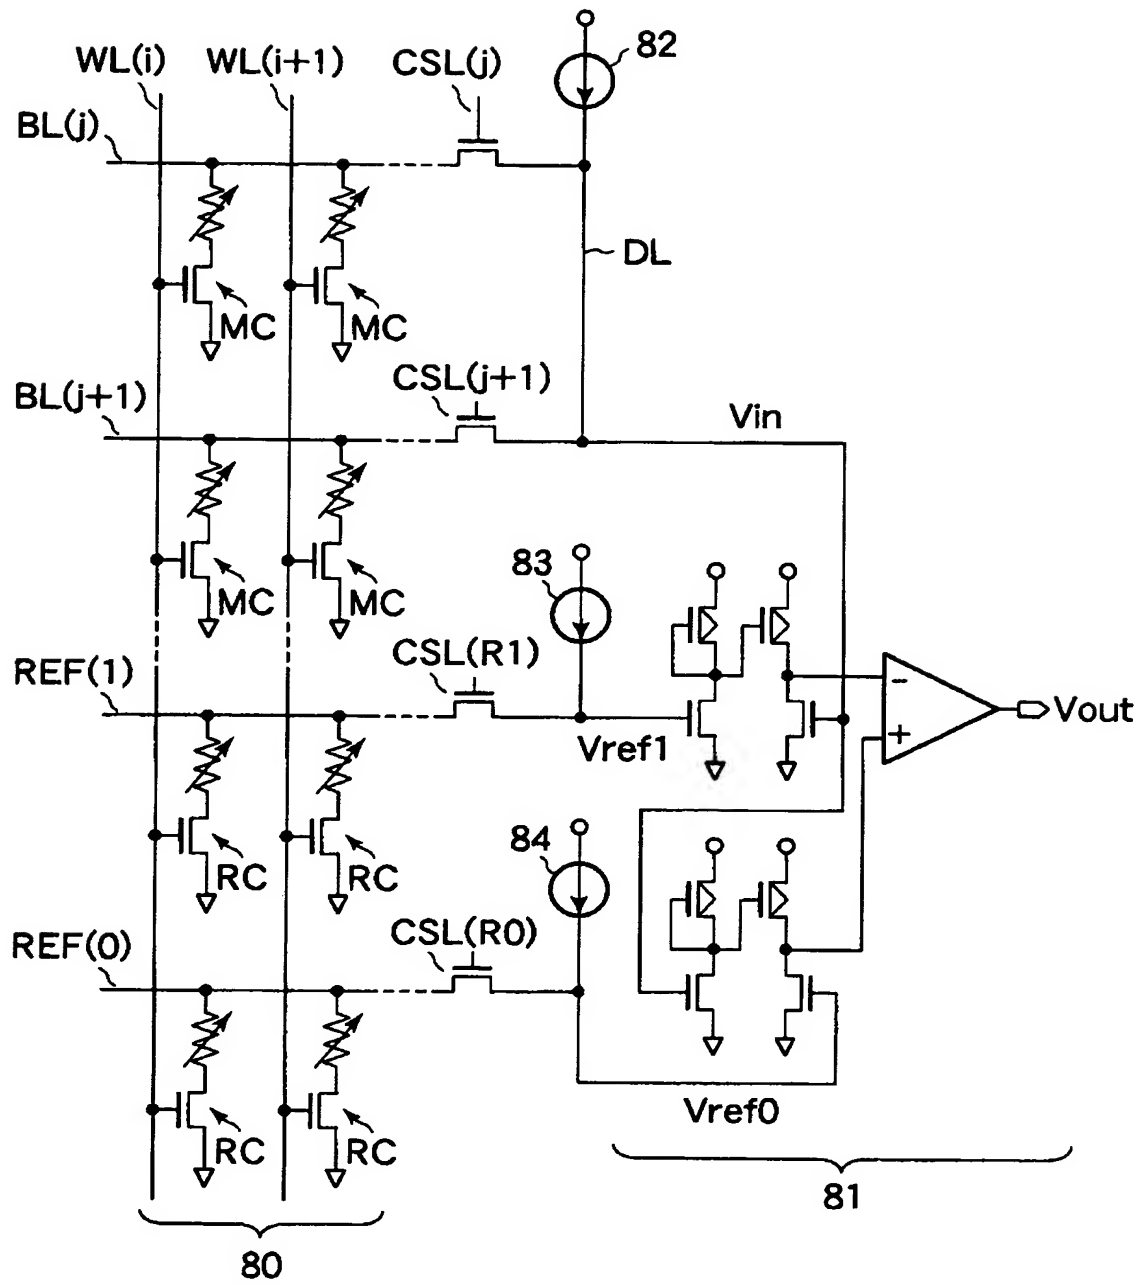 82
WL(i) WL(i+1) CSL(j)
BL(j)
DL
MC MC
CSL(j+1)
BL(j+1)
Vin
83
MC MC
CSL(R1)
REF(1)
Vref1
-
+
Vout
84
RC RC
CSL(R0)
REF(0)
Vref0
RC RC
81
80